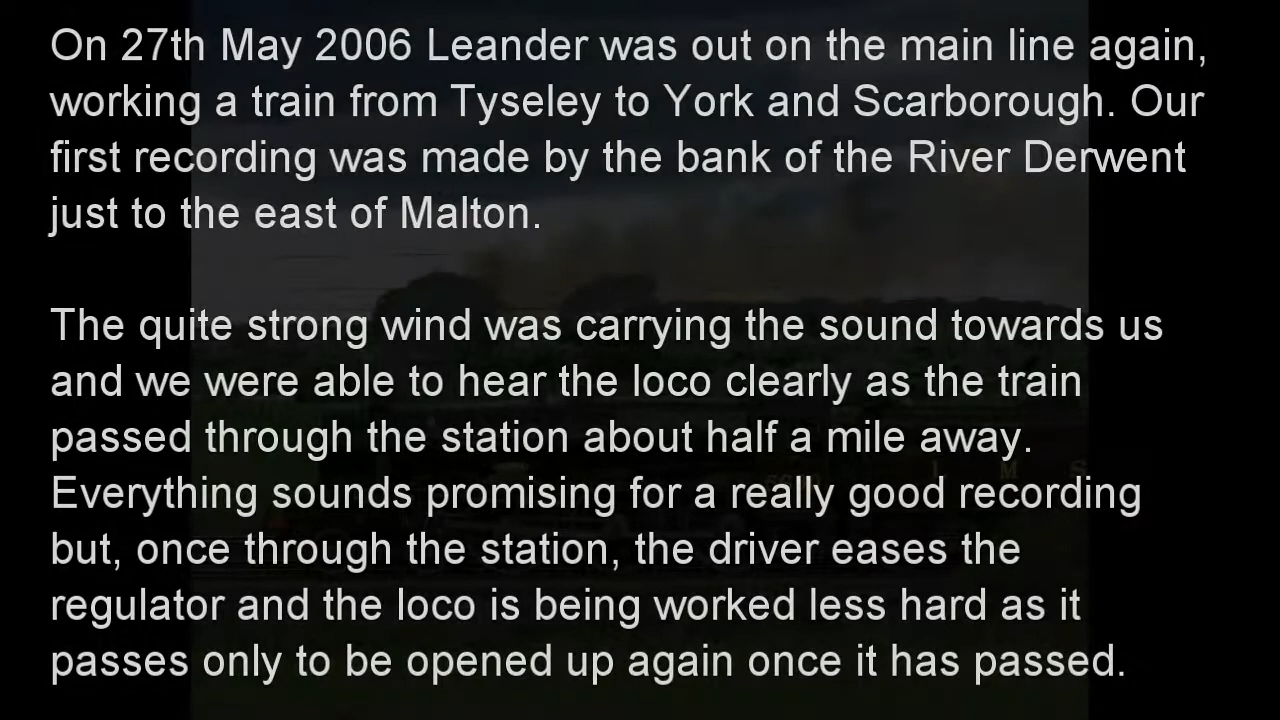 On 27th May 2006 Leander was out on the main line again,
working a train from Tyseley to York and Scarborough. Our
first recording was made by the bank of the River Derwent
just to the east of Malton.
The quite strong wind was carrying the sound towards us
and we were able to hear the loco clearly as the train
passed through the station about half a mile away.
Everything sounds promising for a really good recording
but, once through the station, the driver eases the
regulator and the loco is being worked less hard as it
passes only to be opened up again once it has passed.
L M S